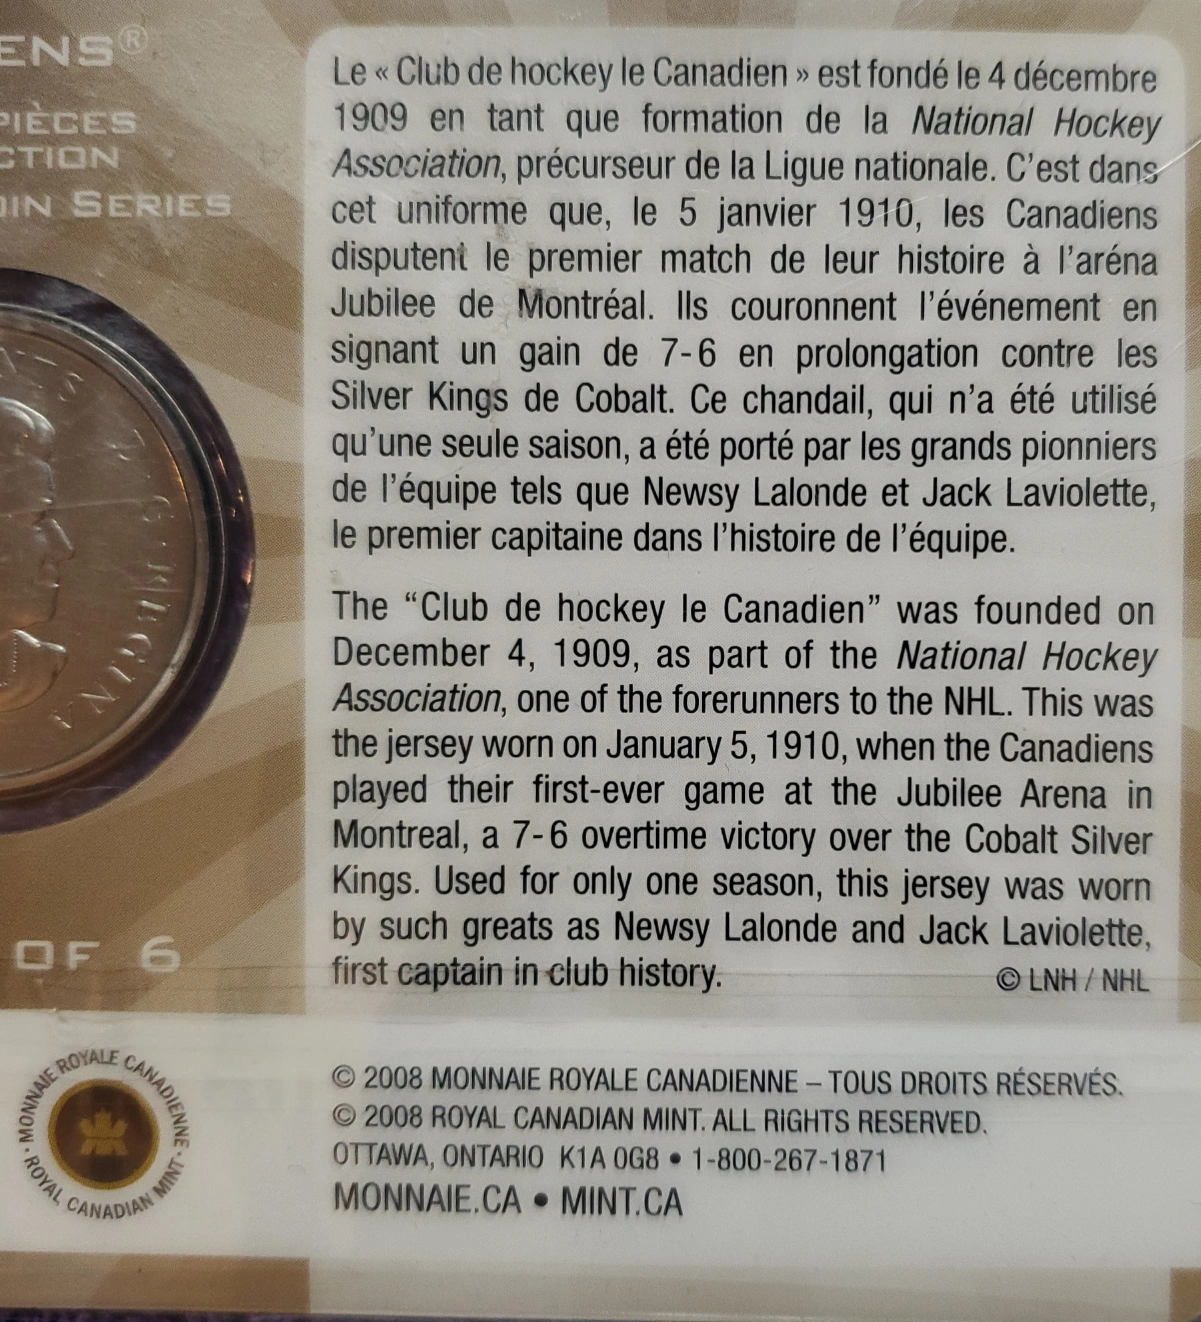 ENS®
PIÈCES
CTION
OIN SERIES
Le « Club de hockey le Canadien » est fondé le 4 décembre
1909 en tant que formation de la National Hockey
Association, précurseur de la Ligue nationale. C'est dans
cet uniforme que, le 5 janvier 1910, les Canadiens
disputent le premier match de leur histoire à l'aréna
Jubilee de Montréal. Ils couronnent l'événement en
signant un gain de 7-6 en prolongation contre les
Silver Kings de Cobalt. Ce chandail, qui n'a été utilisé
qu'une seule saison, a été porté par les grands pionniers
de l'équipe tels que Newsy Lalonde et Jack Laviolette,
le premier capitaine dans l'histoire de l'équipe.
The “Club de hockey le Canadien” was founded on
December 4, 1909, as part of the National Hockey
Association, one of the forerunners to the NHL. This was
the jersey worn on January 5, 1910, when the Canadiens
played their first-ever game at the Jubilee Arena in
Montreal, a 7-6 overtime victory over the Cobalt Silver
Kings. Used for only one season, this jersey was worn
by such greats as Newsy Lalonde and Jack Laviolette,
first captain in club history.
© LNH / NHL
REGINA
OF 6
MONNAIE ROYALE CANADIENNE • ROYAL CANADIAN MINT •
© 2008 MONNAIE ROYALE CANADIENNE – TOUS DROITS RÉSERVÉS.
© 2008 ROYAL CANADIAN MINT. ALL RIGHTS RESERVED.
OTTAWA, ONTARIO K1A 0G8 • 1-800-267-1871
MONNAIE.CA • MINT.CA